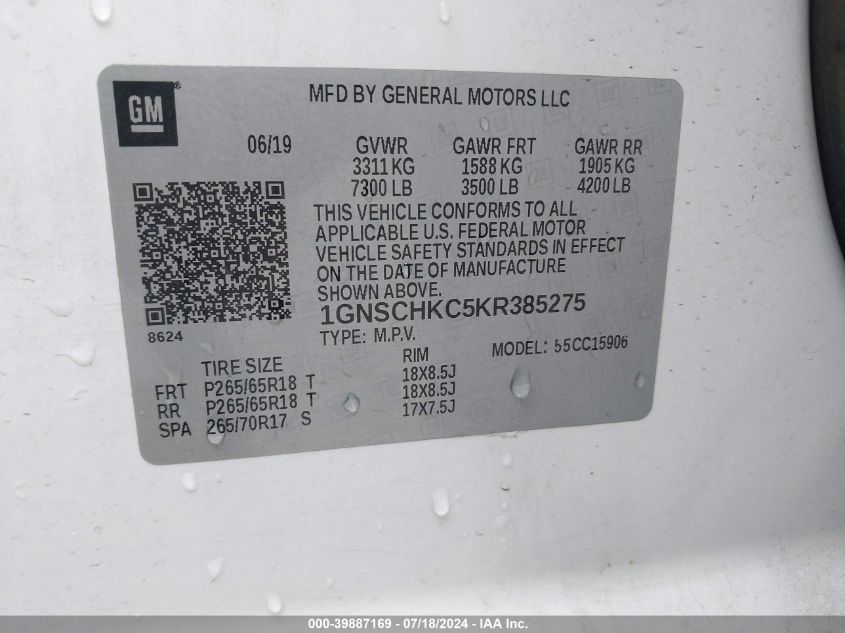 GM
®
MFD BY GENERAL MOTORS LLC
06/19 GVWR GAWR FRT GAWR RR
3311 KG 1588 KG 1905 KG
7300 LB 3500 LB 4200 LB
THIS VEHICLE CONFORMS TO ALL
APPLICABLE U.S. FEDERAL MOTOR
VEHICLE SAFETY STANDARDS IN EFFECT
ON THE DATE OF MANUFACTURE
SHOWN ABOVE.
1GNSCHKC5KR385275
8624
TYPE: M.P.V.
MODEL: 55CC15906
TIRE SIZE RIM
FRT P265/65R18 T 18X8.5J
RR P265/65R18 T 18X8.5J
SPA 265/70R17 S 17X7.5J
000-39887169 - 07/18/2024 - IAA Inc.